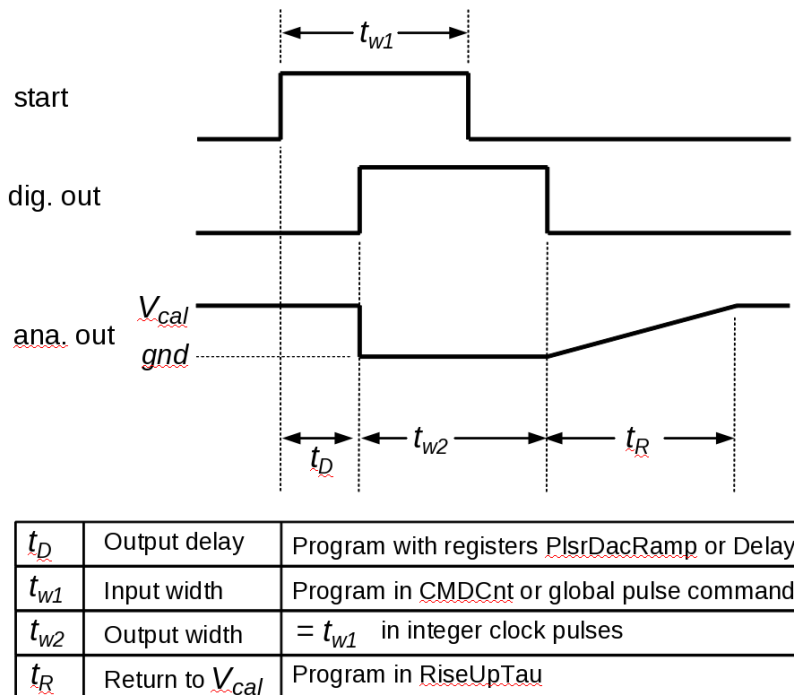 t_w1
start
dig. out
V_cal
ana. out
gnd
t_D t_w2 t_R
t_D Output delay Program with registers PlsrDacRamp or Delay
t_w1 Input width Program in CMDCnt or global pulse command
t_w2 Output width = t_w1 in integer clock pulses
t_R Return to V_cal Program in RiseUpTau